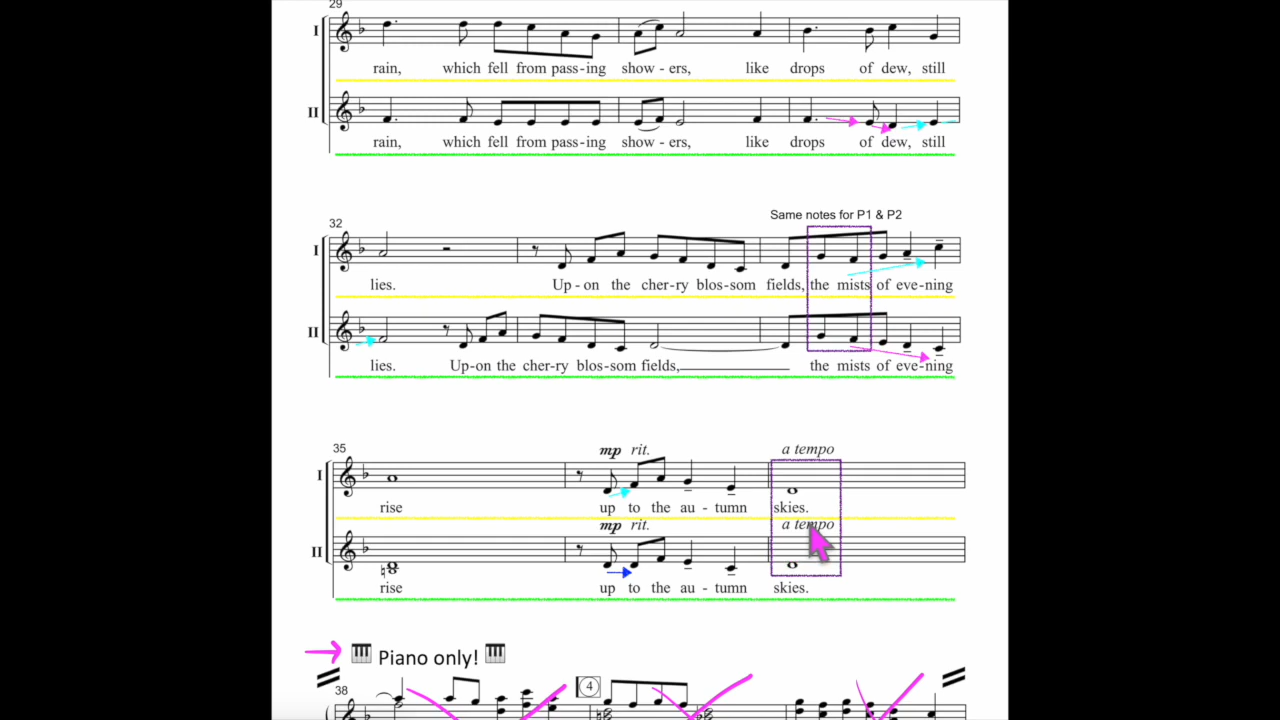 29
I
rain, which fell from pass-ing show - ers, like drops of dew, still
II
rain, which fell from pass-ing show - ers, like drops of dew, still
Same notes for P1 & P2
32
I
lies. Up - on the cher-ry blos-som fields, the mists of eve-ning
II
lies. Up-on the cher-ry blos-som fields, the mists of eve-ning
35
mp rit. a tempo
I
rise up to the au - tumn skies.
mp rit. a tempo
II
rise up to the au - tumn skies.
Piano only!
38
4